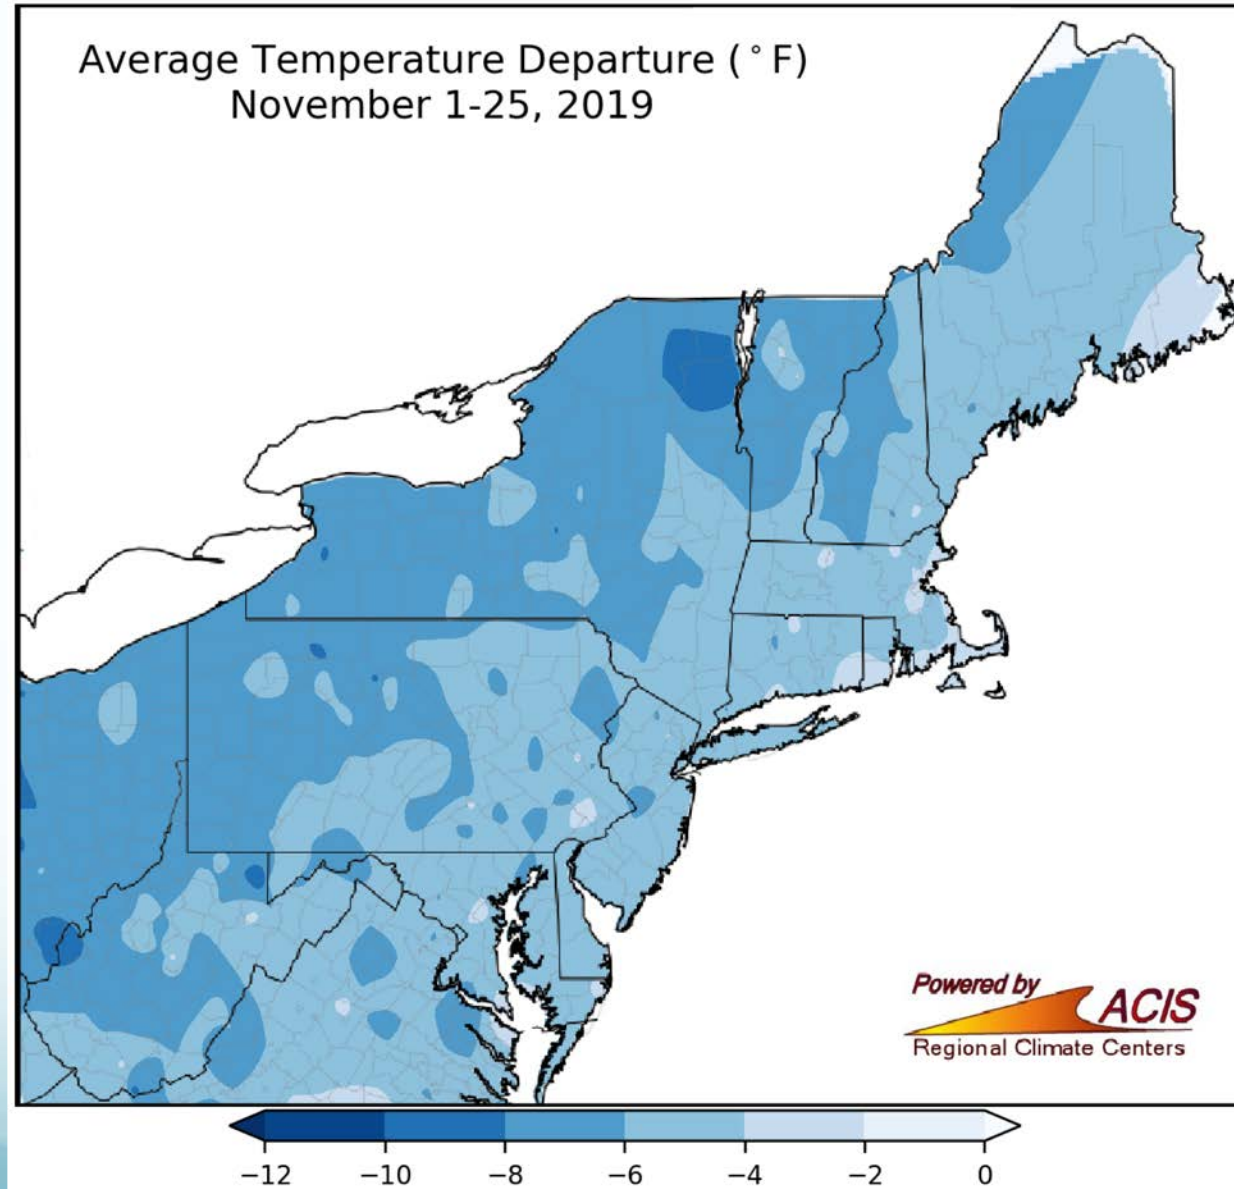 Average Temperature Departure (°F)
November 1-25, 2019
Powered by
ACIS
Regional Climate Centers
−12 −10 −8 −6 −4 −2 0